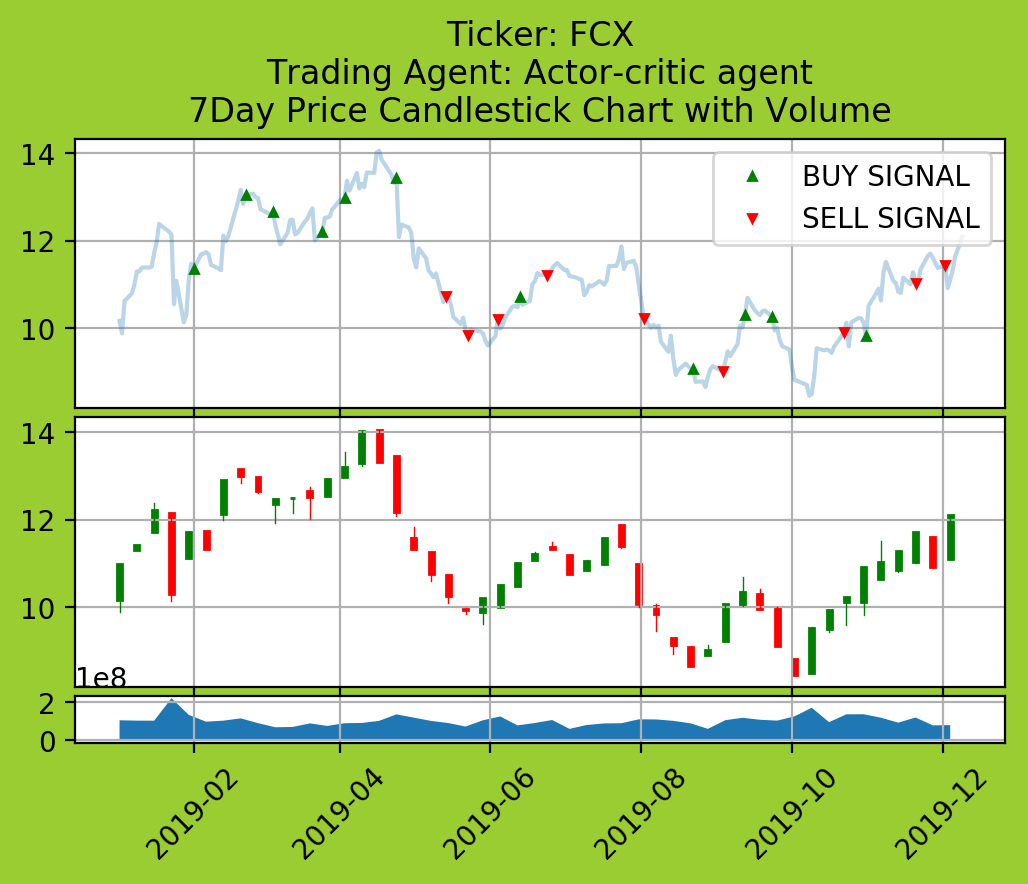 Ticker: FCX
Trading Agent: Actor-critic agent
7Day Price Candlestick Chart with Volume
14
12
10
BUY SIGNAL
SELL SIGNAL
14
12
10
1e8
2
0
2019-02
2019-04
2019-06
2019-08
2019-10
2019-12